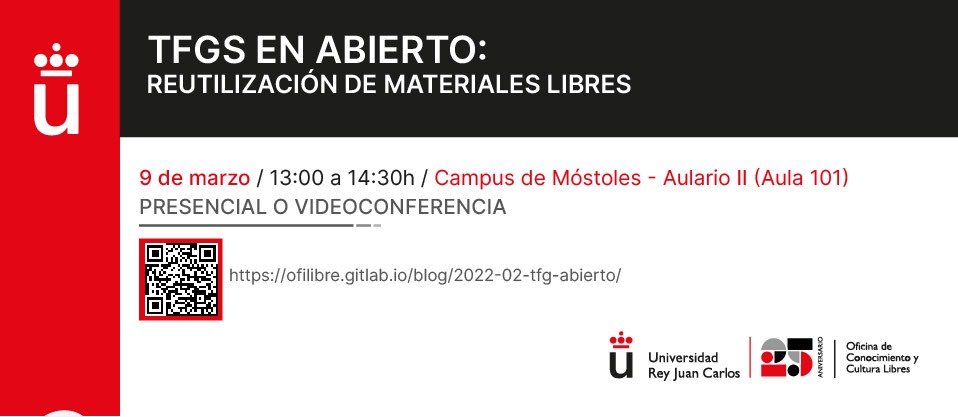 TFGS EN ABIERTO:
REUTILIZACIÓN DE MATERIALES LIBRES
9 de marzo / 13:00 a 14:30h / Campus de Móstoles - Aulario II (Aula 101)
PRESENCIAL O VIDEOCONFERENCIA
https://ofilibre.gitlab.io/blog/2022-02-tfg-abierto/
u
u
Universidad
Rey Juan Carlos
25
ANIVERSARIO
Oficina de
Conocimiento y
Cultura Libres